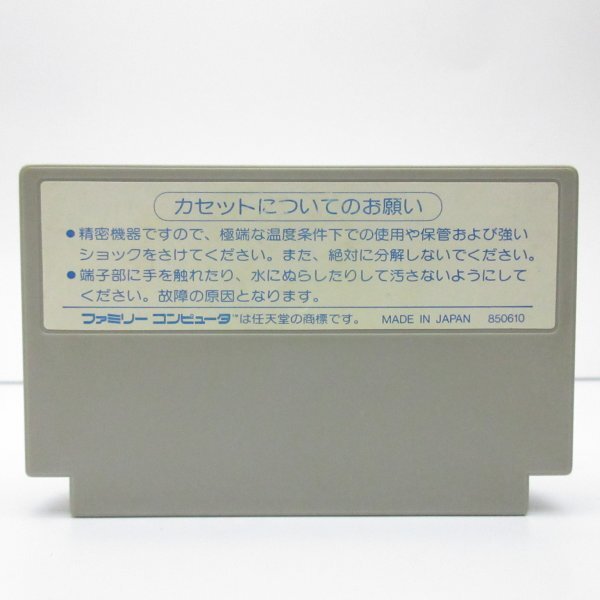 カセットについてのお願い
●精密機器ですので、極端な温度条件下での使用や保管および強い
ショックをさけてください。また、絶対に分解しないでください。
●端子部に手を触れたり、水にぬらしたりして汚さないようにして
ください。故障の原因となります。
ファミリー コンピュータ™は任天堂の商標です。 MADE IN JAPAN 850610